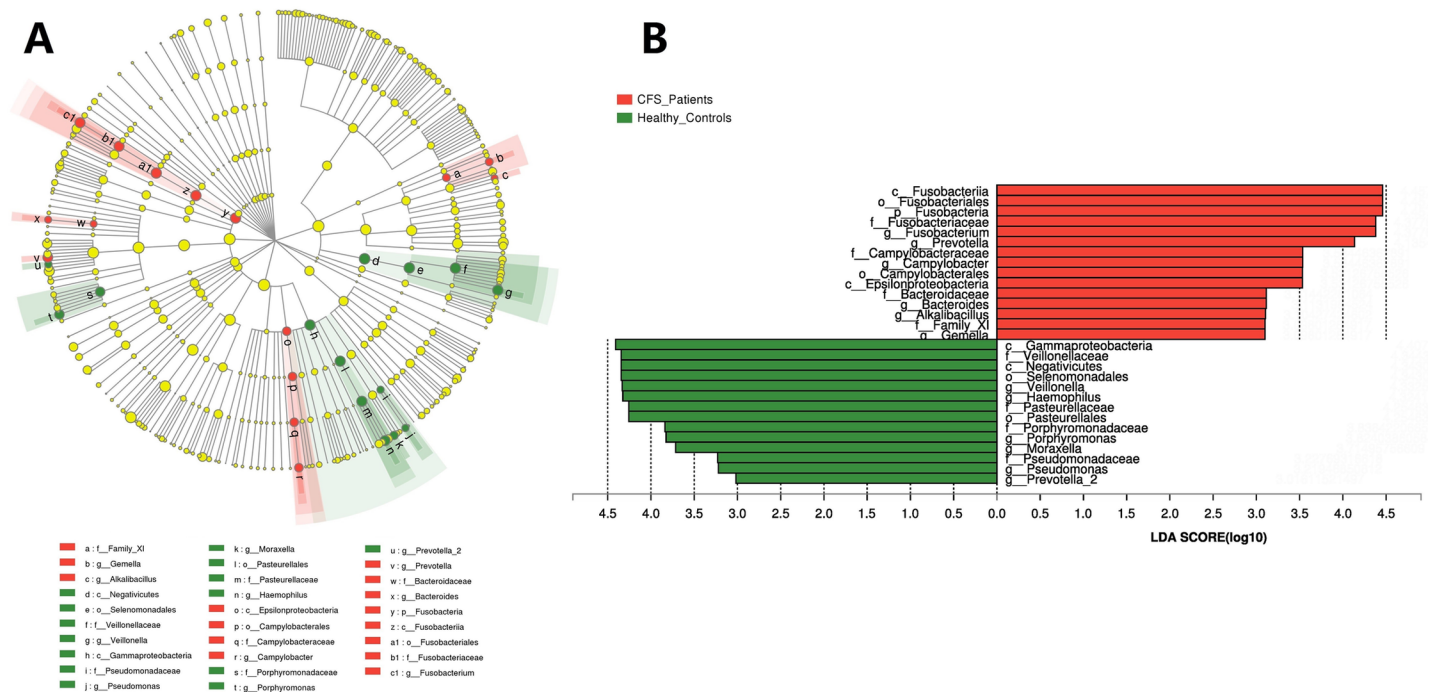 A
c1
b1
a1
z
y
x
w
v
u
s
t
b
a
c
d
e
f
g
h
o
l
p
i
m
q
j
k
n
r
a : f__Family_XI
b : g__Gemella
c : g__Alkalibacillus
d : c__Negativicutes
e : o__Selenomonadales
f : f__Veillonellaceae
g : g__Veillonella
h : c__Gammaproteobacteria
i : f__Pseudomonadaceae
j : g__Pseudomonas
k : g__Moraxella
l : o__Pasteurellales
m : f__Pasteurellaceae
n : g__Haemophilus
o : c__Epsilonproteobacteria
p : o__Campylobacterales
q : f__Campylobacteraceae
r : g__Campylobacter
s : f__Porphyromonadaceae
t : g__Porphyromonas
u : g__Prevotella_2
v : g__Prevotella
w : f__Bacteroidaceae
x : g__Bacteroides
y : p__Fusobacteria
z : c__Fusobacteriia
a1 : o__Fusobacteriales
b1 : f__Fusobacteriaceae
c1 : g__Fusobacterium
B
CFS_Patients
Healthy_Controls
c__Fusobacteriia
o__Fusobacteriales
p__Fusobacteria
f__Fusobacteriaceae
g__Fusobacterium
g__Prevotella
f__Campylobacteraceae
g__Campylobacter
o__Campylobacterales
c__Epsilonproteobacteria
f__Bacteroidaceae
g__Bacteroides
g__Alkalibacillus
f__Family_XI
g__Gemella
c__Gammaproteobacteria
f__Veillonellaceae
c__Negativicutes
o__Selenomonadales
g__Veillonella
g__Haemophilus
f__Pasteurellaceae
o__Pasteurellales
f__Porphyromonadaceae
g__Porphyromonas
g__Moraxella
f__Pseudomonadaceae
g__Pseudomonas
g__Prevotella_2
4.5 4.0 3.5 3.0 2.5 2.0 1.5 1.0 0.5 0.0 0.5 1.0 1.5 2.0 2.5 3.0 3.5 4.0 4.5
LDA SCORE(log10)